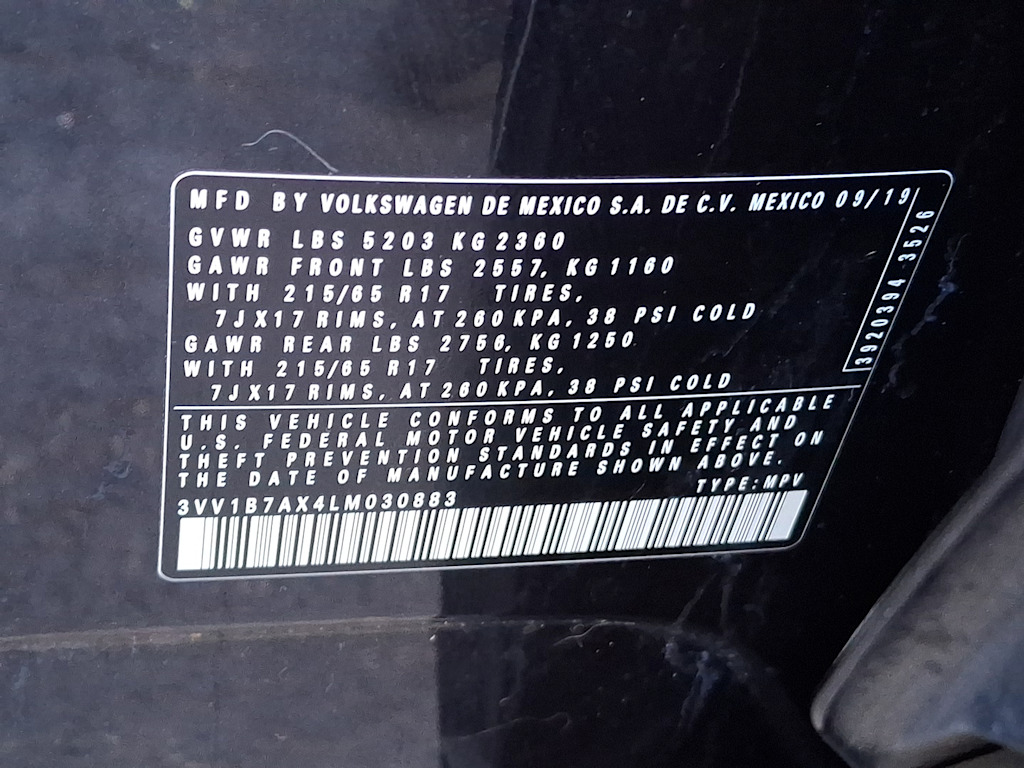 MFD BY VOLKSWAGEN DE MEXICO S.A. DE C.V. MEXICO 09/19
GVWR LBS 5203 KG 2360
GAWR FRONT LBS 2557, KG 1160
WITH 215/65 R17 TIRES,
7JX17 RIMS, AT 260 KPA, 38 PSI COLD
GAWR REAR LBS 2756, KG 1250
WITH 215/65 R17 TIRES,
7JX17 RIMS, AT 260 KPA, 38 PSI COLD
3920394 3526
THIS VEHICLE CONFORMS TO ALL APPLICABLE
U.S. FEDERAL MOTOR VEHICLE SAFETY AND
THEFT PREVENTION STANDARDS IN EFFECT ON
THE DATE OF MANUFACTURE SHOWN ABOVE.
TYPE: MPV
3VV1B7AX4LM030883